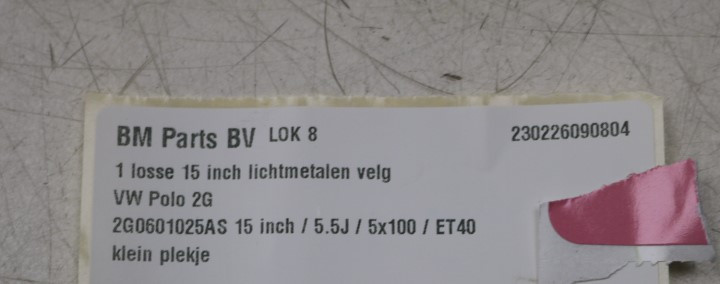 BM Parts BV LOK 8 230226090804
1 losse 15 inch lichtmetalen velg
VW Polo 2G
2G0601025AS 15 inch / 5.5J / 5x100 / ET40
klein plekje